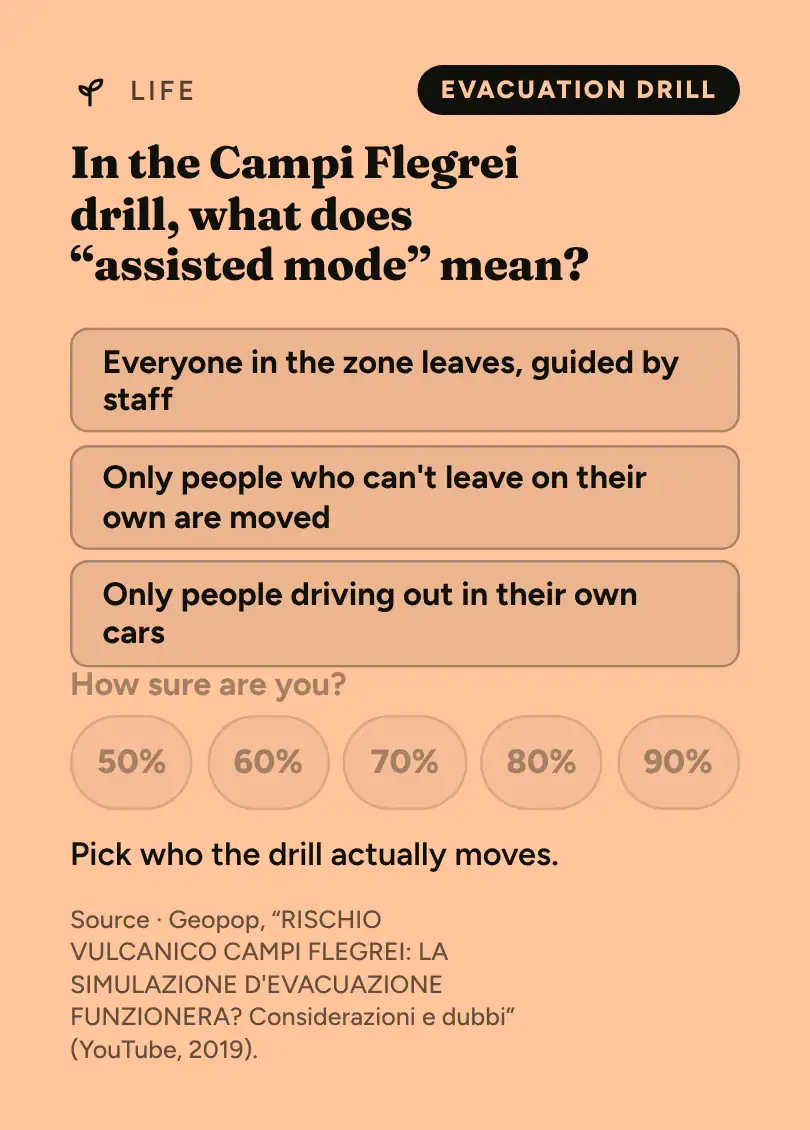 LIFE
EVACUATION DRILL
In the Campi Flegrei
drill, what does
“assisted mode” mean?
Everyone in the zone leaves, guided by
staff
Only people who can't leave on their
own are moved
Only people driving out in their own
cars
How sure are you?
50%
60%
70%
80%
90%
Pick who the drill actually moves.
Source · Geopop, “RISCHIO
VULCANICO CAMPI FLEGREI: LA
SIMULAZIONE D'EVACUAZIONE
FUNZIONERA? Considerazioni e dubbi”
(YouTube, 2019).